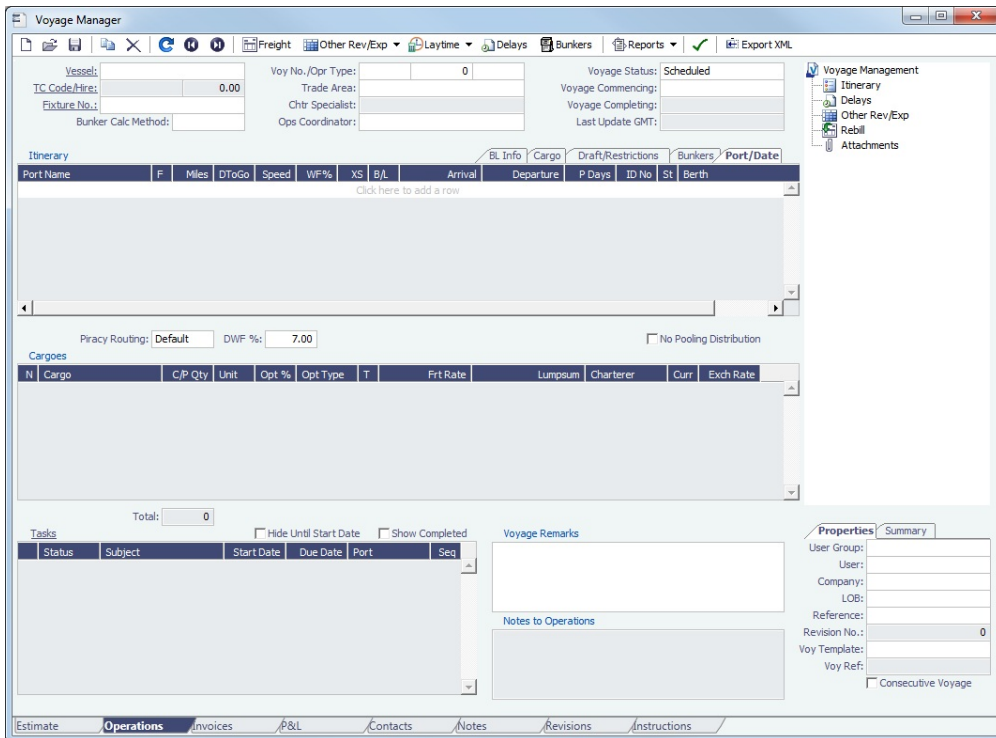 Voyage Manager
Freight Other Rev/Exp Laytime Delays Bunkers Reports Export XML
Vessel: Voy No./Opr Type: 0 Voyage Status: Scheduled
TC Code/Hire: 0.00 Trade Area: Voyage Commencing:
Fixture No.: Chtr Specialist: Voyage Completing:
Bunker Calc Method: Ops Coordinator: Last Update GMT:
Voyage Management
Itinerary
Delays
Other Rev/Exp
Rebill
Attachments
Itinerary BL Info Cargo Draft/Restrictions Bunkers Port/Date
Port Name F Miles DToGo Speed WF% XS B/L Arrival Departure P Days ID No St Berth
Click here to add a row
Piracy Routing: Default DWF %: 7.00 No Pooling Distribution
Cargoes
N Cargo C/P Qty Unit Opt % Opt Type T Frt Rate Lumpsum Charterer Curr Exch Rate
Total: 0
Tasks Hide Until Start Date Show Completed
Status Subject Start Date Due Date Port Seq
Voyage Remarks
Notes to Operations
Properties Summary
User Group:
User:
Company:
LOB:
Reference:
Revision No.: 0
Voy Template:
Voy Ref:
Consecutive Voyage
Estimate Operations Invoices P&L Contacts Notes Revisions Instructions